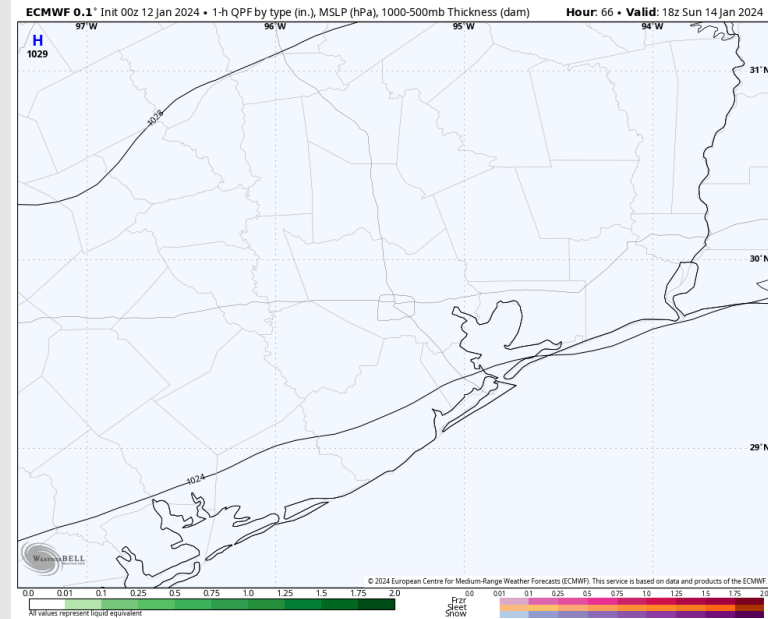 ECMWF 0.1° Init 00z 12 Jan 2024 • 1-h QPF by type (in.), MSLP (hPa), 1000-500mb Thickness (dam) Hour: 66 • Valid: 18z Sun 14 Jan 2024
97°W 96°W 95°W 94°W
H
1029
31°N
1028
30°N
29°N
1024
WEATHERBELL
© 2024 European Centre for Medium-Range Weather Forecasts (ECMWF). This service is based on data and products of the ECMWF.
0.0 0.01 0.1 0.25 0.5 0.75 1.0 1.25 1.5 1.75 2.0 0.0 0.01 0.1 0.25 0.5 0.75 1.0 1.25 1.5 1.75 2.0
Frzr
Sleet
Snow
All values represent liquid equivalent